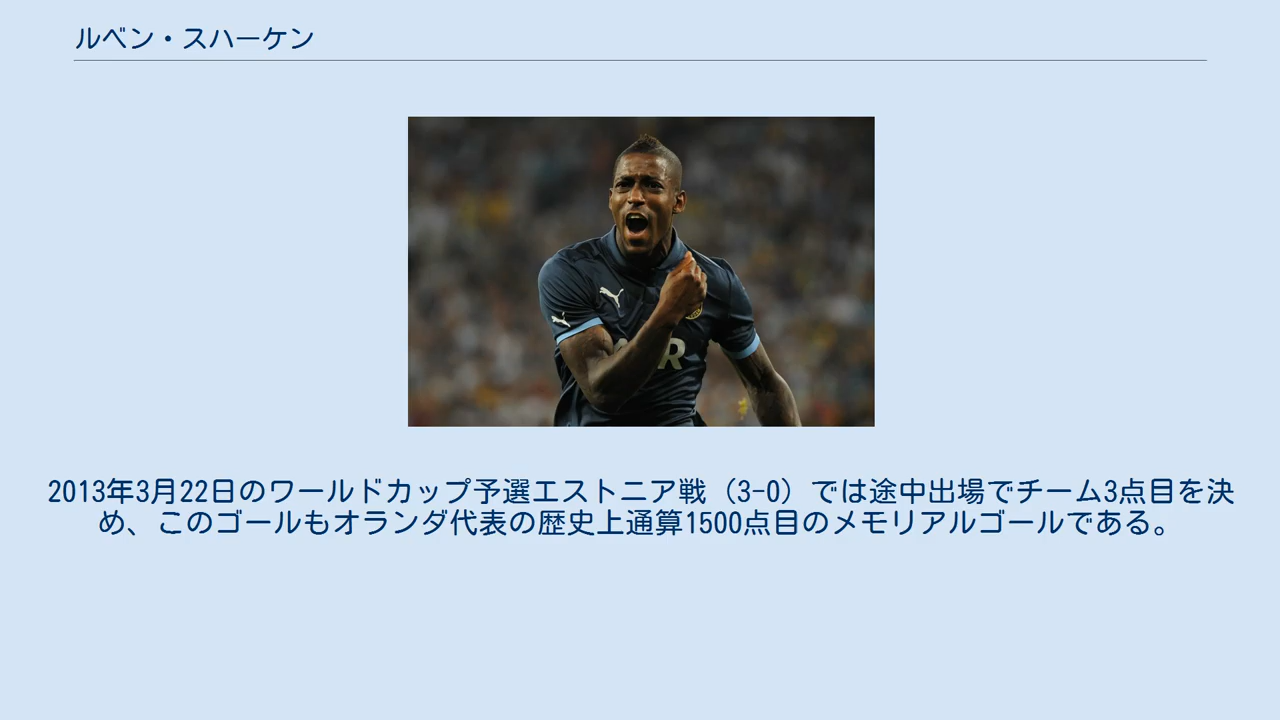 ルベン・スハーケン
2013年3月22日のワールドカップ予選エストニア戦（3-0）では途中出場でチーム3点目を決
め、このゴールもオランダ代表の歴史上通算1500点目のメモリアルゴールである。